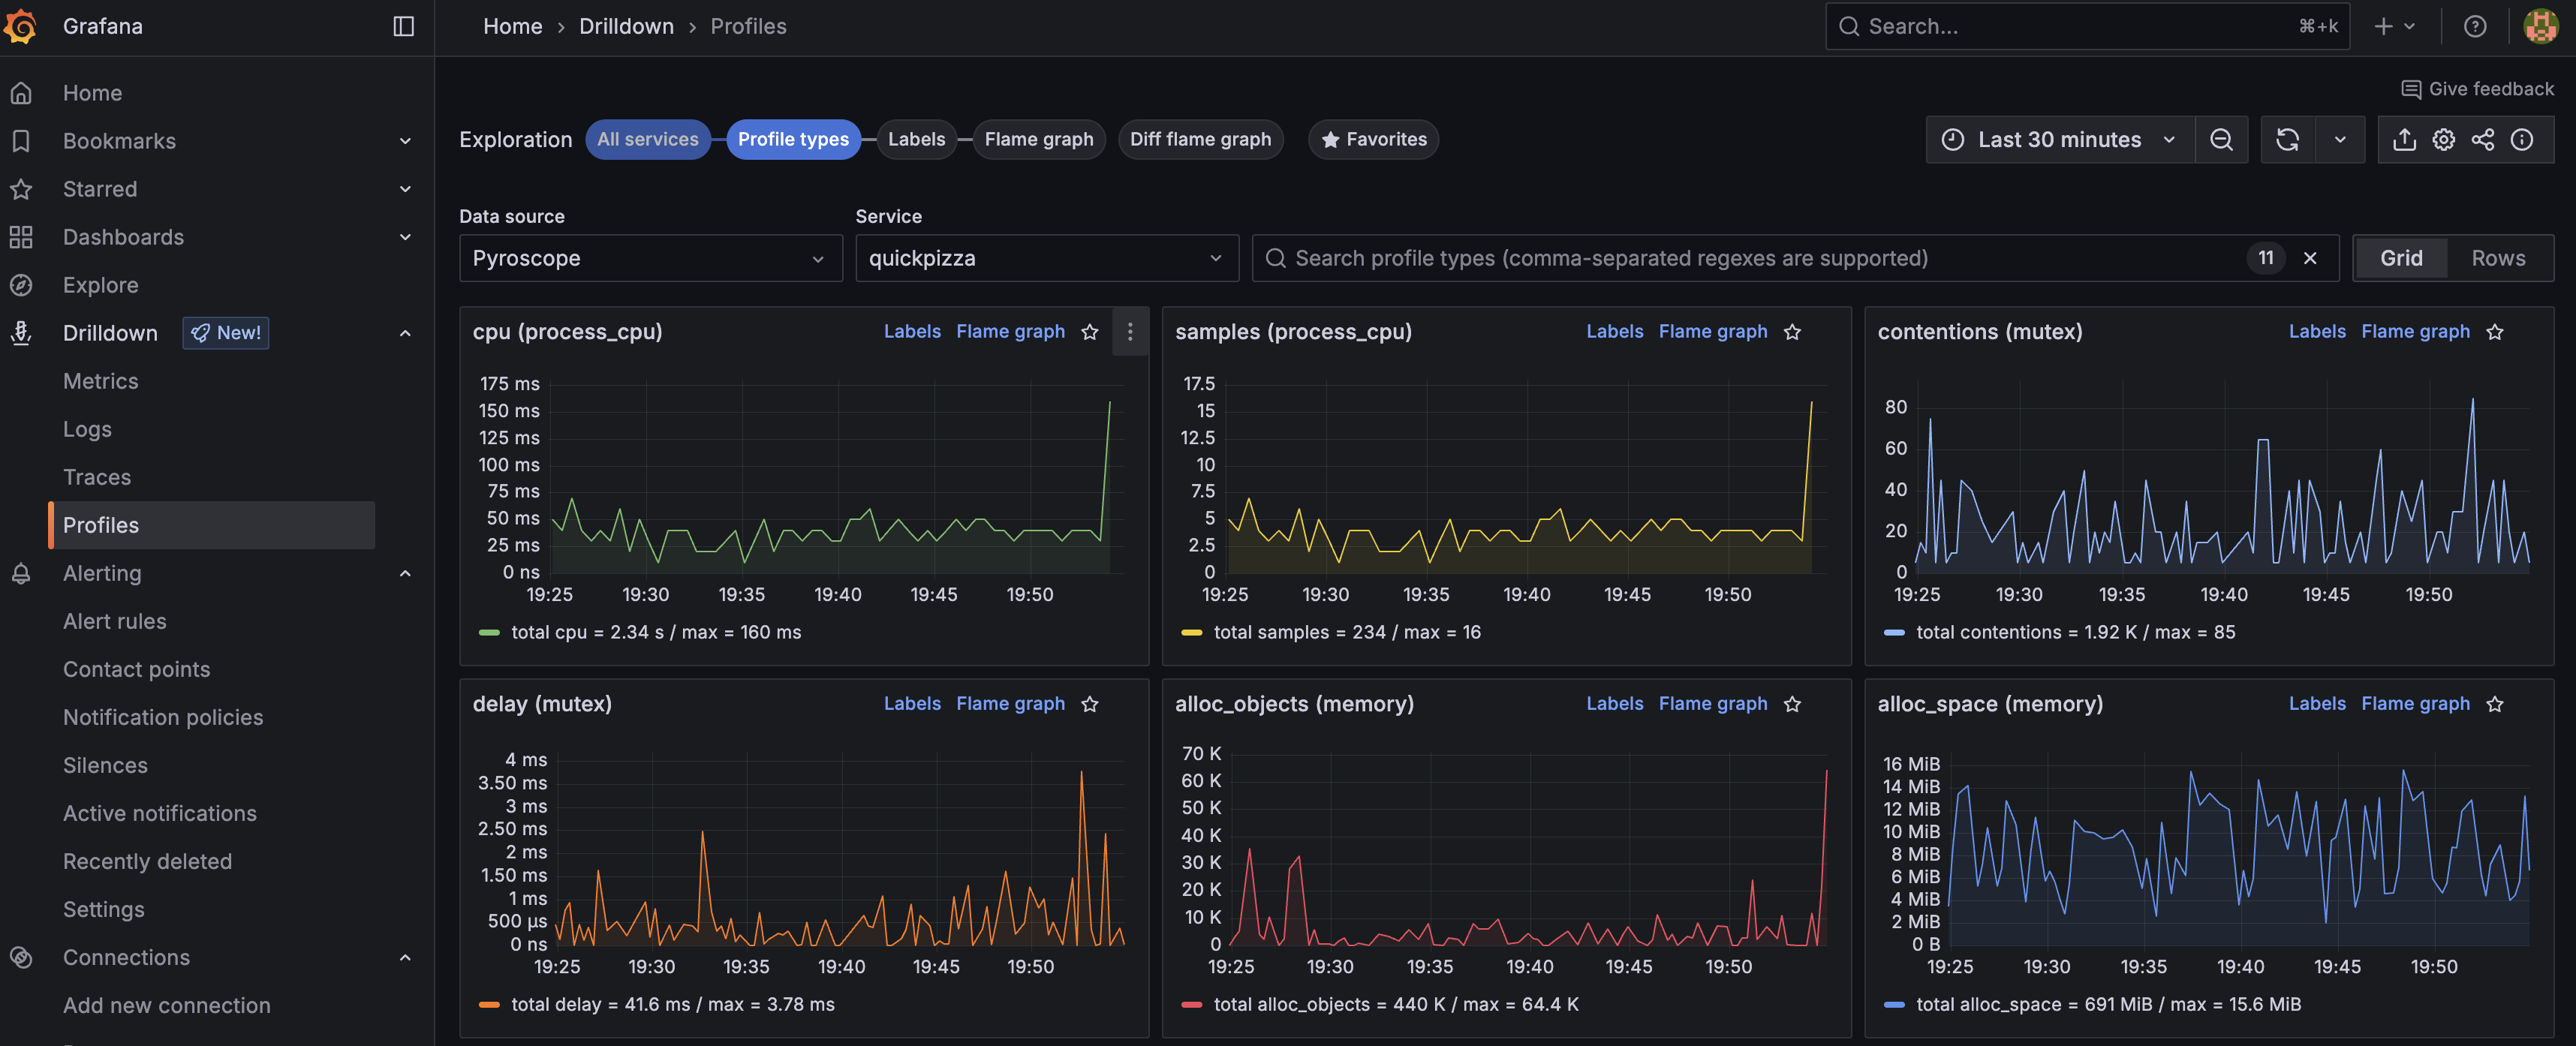 Grafana
Home › Drilldown › Profiles
Search...
⌘+k
Give feedback
Home
Bookmarks
Starred
Dashboards
Explore
Drilldown
New!
Metrics
Logs
Traces
Profiles
Alerting
Alert rules
Contact points
Notification policies
Silences
Active notifications
Recently deleted
Settings
Connections
Add new connection
Exploration
All services
Profile types
Labels
Flame graph
Diff flame graph
Favorites
Last 30 minutes
Data source
Service
Pyroscope
quickpizza
Search profile types (comma-separated regexes are supported)
11
Grid
Rows
cpu (process_cpu)
Labels
Flame graph
175 ms
150 ms
125 ms
100 ms
75 ms
50 ms
25 ms
0 ns
19:25 19:30 19:35 19:40 19:45 19:50
total cpu = 2.34 s / max = 160 ms
samples (process_cpu)
Labels
Flame graph
17.5
15
12.5
10
7.5
5
2.5
0
19:25 19:30 19:35 19:40 19:45 19:50
total samples = 234 / max = 16
contentions (mutex)
Labels
Flame graph
80
60
40
20
0
19:25 19:30 19:35 19:40 19:45 19:50
total contentions = 1.92 K / max = 85
delay (mutex)
Labels
Flame graph
4 ms
3.50 ms
3 ms
2.50 ms
2 ms
1.50 ms
1 ms
500 µs
0 ns
19:25 19:30 19:35 19:40 19:45 19:50
total delay = 41.6 ms / max = 3.78 ms
alloc_objects (memory)
Labels
Flame graph
70 K
60 K
50 K
40 K
30 K
20 K
10 K
0
19:25 19:30 19:35 19:40 19:45 19:50
total alloc_objects = 440 K / max = 64.4 K
alloc_space (memory)
Labels
Flame graph
16 MiB
14 MiB
12 MiB
10 MiB
8 MiB
6 MiB
4 MiB
2 MiB
0 B
19:25 19:30 19:35 19:40 19:45 19:50
total alloc_space = 691 MiB / max = 15.6 MiB